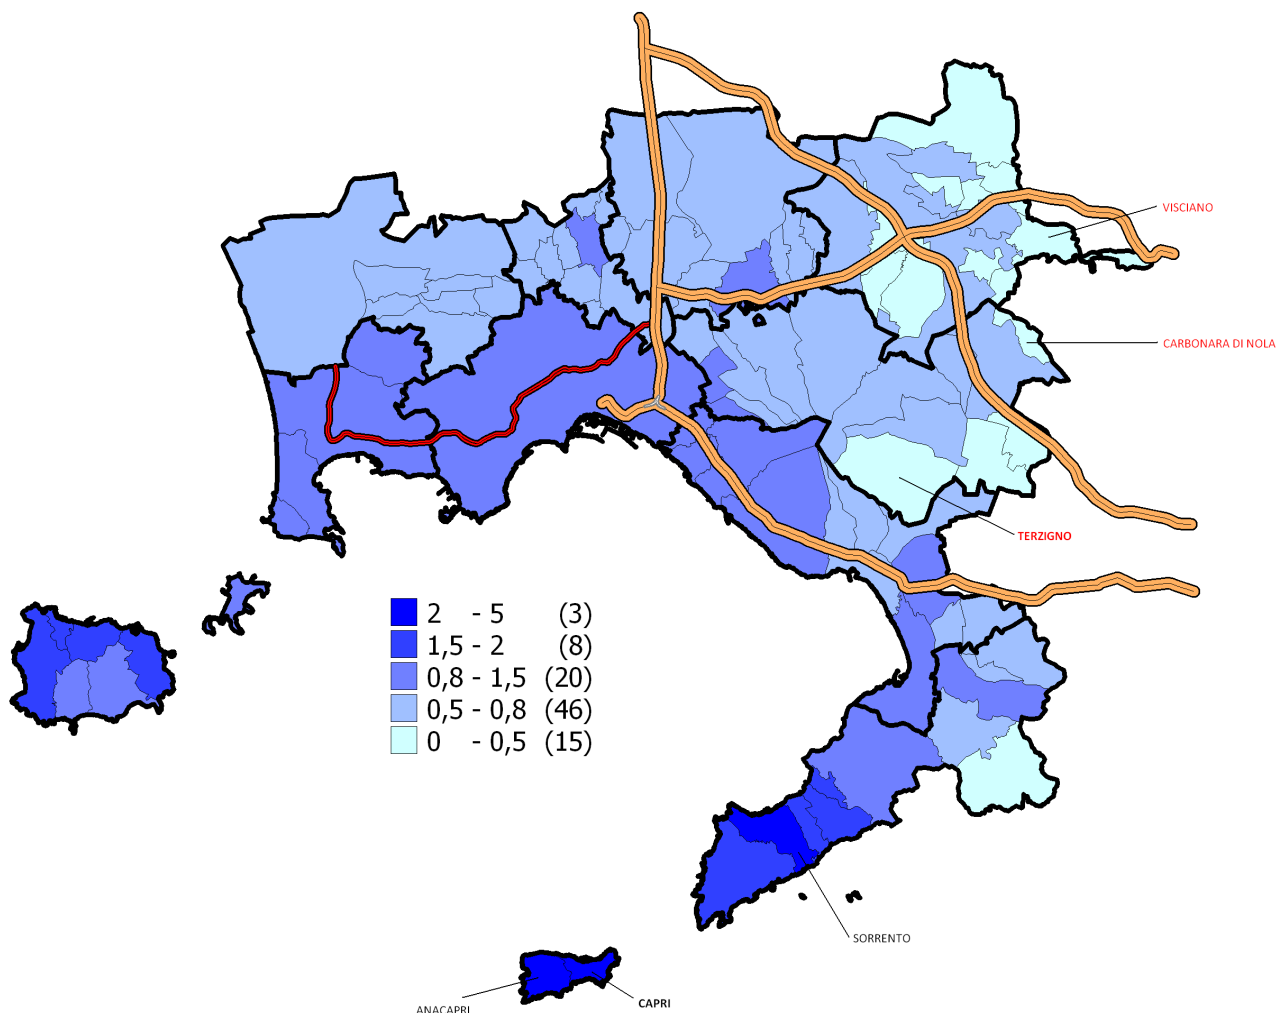 VISCIANO
CARBONARA DI NOLA
TERZIGNO
2 - 5 (3)
1,5 - 2 (8)
0,8 - 1,5 (20)
0,5 - 0,8 (46)
0 - 0,5 (15)
SORRENTO
CAPRI
ANACAPRI